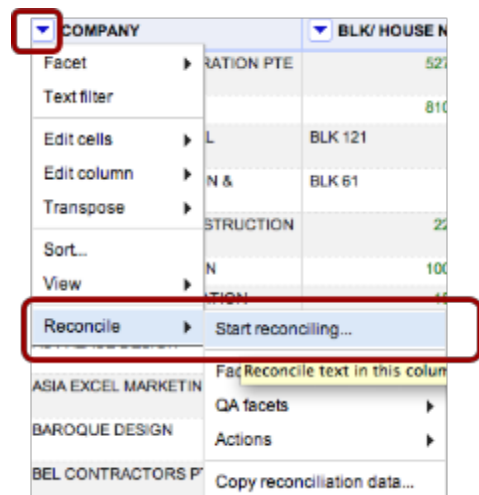 COMPANY BLK/ HOUSE N
Facet RATION PTE 527
Text filter
810
Edit cells L BLK 121
Edit column N & BLK 61
Transpose
STRUCTION 22
Sort...
N 100
View
Reconcile Start reconciling...
Reconcile text in this colum
ASIA EXCEL MARKETIN
QA facets
BAROQUE DESIGN
Actions
BEL CONTRACTORS P
Copy reconciliation data...